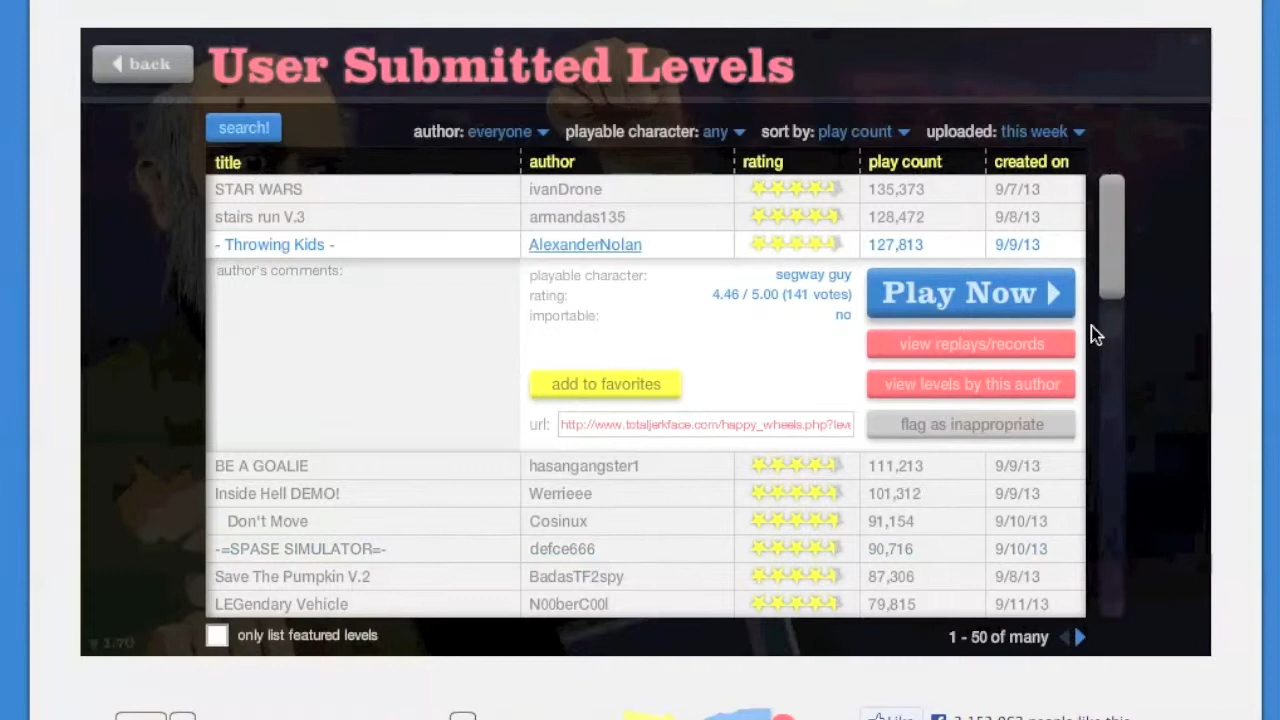 back
User Submitted Levels
search!
author: everyone playable character: any sort by: play count uploaded: this week
title author rating play count created on
STAR WARS ivanDrone 135,373 9/7/13
stairs run V.3 armandas135 128,472 9/8/13
- Throwing Kids - AlexanderNolan 127,813 9/9/13
author's comments:
playable character: segway guy
rating: 4.46 / 5.00 (141 votes)
importable: no
Play Now
view replays/records
add to favorites
view levels by this author
url: http://www.totaljerkface.com/happy_wheels.php?lev
flag as inappropriate
BE A GOALIE hasangangster1 111,213 9/9/13
Inside Hell DEMO! Werrieee 101,312 9/9/13
Don't Move Cosinux 91,154 9/10/13
-=SPASE SIMULATOR=- defce666 90,716 9/10/13
Save The Pumpkin V.2 BadasTF2spy 87,306 9/8/13
LEGendary Vehicle N00berC00l 79,815 9/11/13
only list featured levels
1 - 50 of many
v 1.70